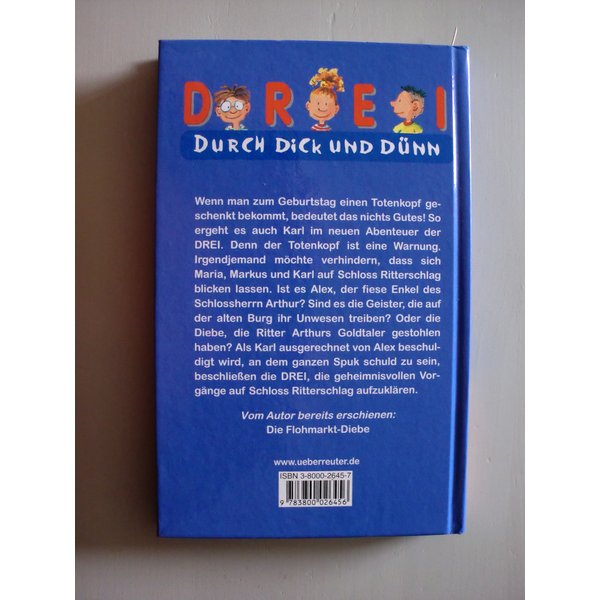 DREI
DURCH DiCK UND DÜNN
Wenn man zum Geburtstag einen Totenkopf ge-
schenkt bekommt, bedeutet das nichts Gutes! So
ergeht es auch Karl im neuen Abenteuer der
DREI. Denn der Totenkopf ist eine Warnung.
Irgendjemand möchte verhindern, dass sich
Maria, Markus und Karl auf Schloss Ritterschlag
blicken lassen. Ist es Alex, der fiese Enkel des
Schlossherrn Arthur? Sind es die Geister, die auf
der alten Burg ihr Unwesen treiben? Oder die
Diebe, die Ritter Arthurs Goldtaler gestohlen
haben? Als Karl ausgerechnet von Alex beschul-
digt wird, an dem ganzen Spuk schuld zu sein,
beschließen die DREI, die geheimnisvollen Vor-
gänge auf Schloss Ritterschlag aufzuklären.
Vom Autor bereits erschienen:
Die Flohmarkt-Diebe
www.ueberreuter.de
ISBN 3-8000-2645-7
9 783800 026456